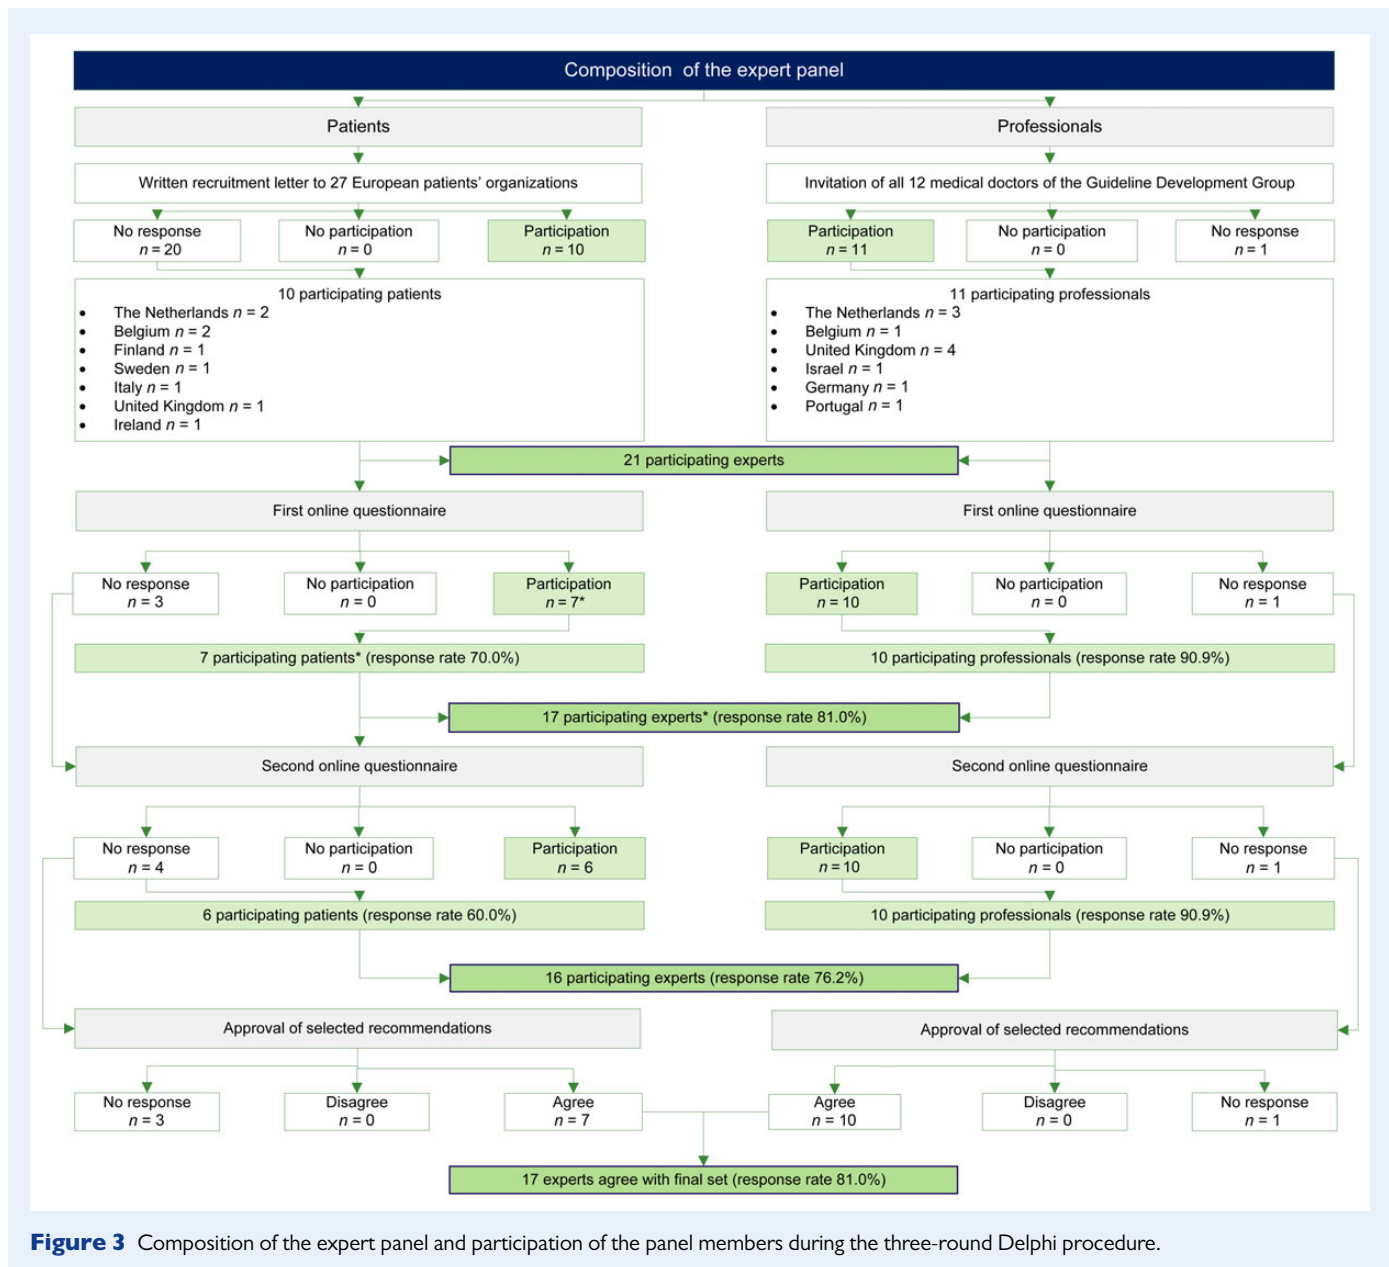 Composition of the expert panel
Patients
Written recruitment letter to 27 European patients' organizations
No response
n = 20
No participation
n = 0
Participation
n = 10
10 participating patients
• The Netherlands n = 2
• Belgium n = 2
• Finland n = 1
• Sweden n = 1
• Italy n = 1
• United Kingdom n = 1
• Ireland n = 1
Professionals
Invitation of all 12 medical doctors of the Guideline Development Group
Participation
n = 11
No participation
n = 0
No response
n = 1
11 participating professionals
• The Netherlands n = 3
• Belgium n = 1
• United Kingdom n = 4
• Israel n = 1
• Germany n = 1
• Portugal n = 1
21 participating experts
First online questionnaire
No response
n = 3
No participation
n = 0
Participation
n = 7*
7 participating patients* (response rate 70.0%)
First online questionnaire
Participation
n = 10
No participation
n = 0
No response
n = 1
10 participating professionals (response rate 90.9%)
17 participating experts* (response rate 81.0%)
Second online questionnaire
No response
n = 4
No participation
n = 0
Participation
n = 6
6 participating patients (response rate 60.0%)
Second online questionnaire
Participation
n = 10
No participation
n = 0
No response
n = 1
10 participating professionals (response rate 90.9%)
16 participating experts (response rate 76.2%)
Approval of selected recommendations
No response
n = 3
Disagree
n = 0
Agree
n = 7
Approval of selected recommendations
Agree
n = 10
Disagree
n = 0
No response
n = 1
17 experts agree with final set (response rate 81.0%)
Figure 3 Composition of the expert panel and participation of the panel members during the three-round Delphi procedure.